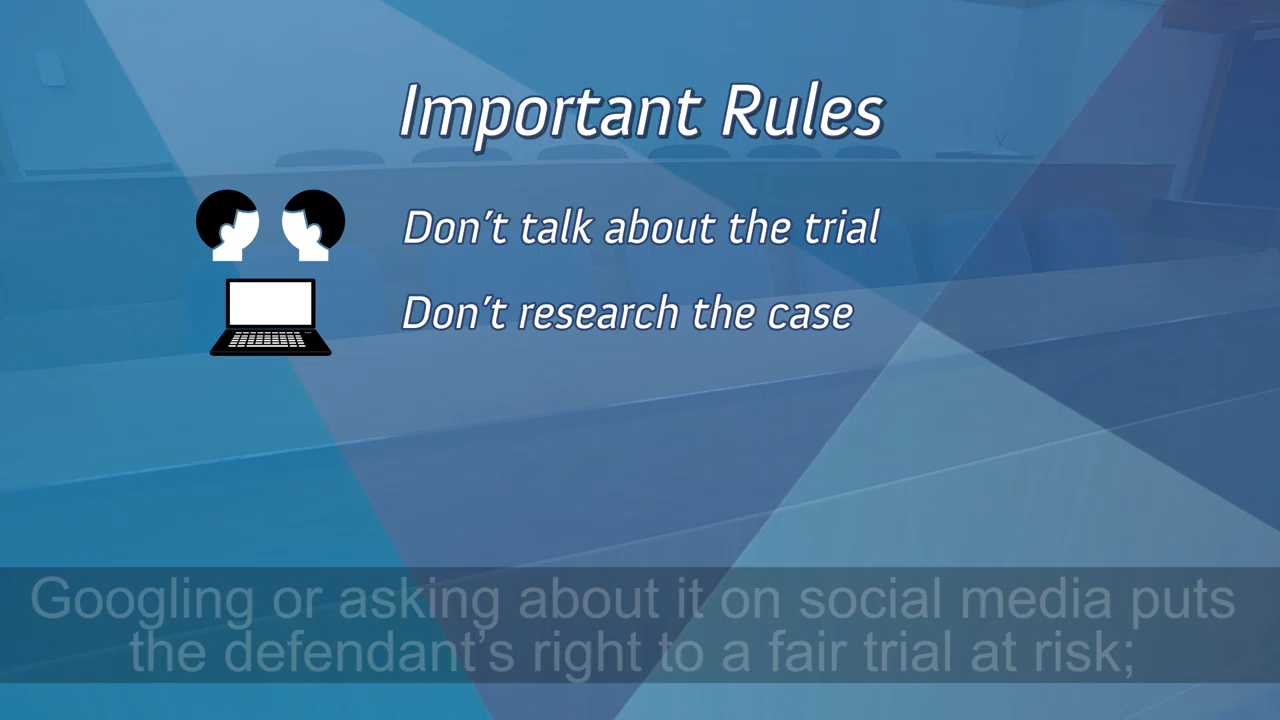 Important Rules
Don't talk about the trial
Don't research the case
Googling or asking about it on social media puts
the defendant's right to a fair trial at risk;